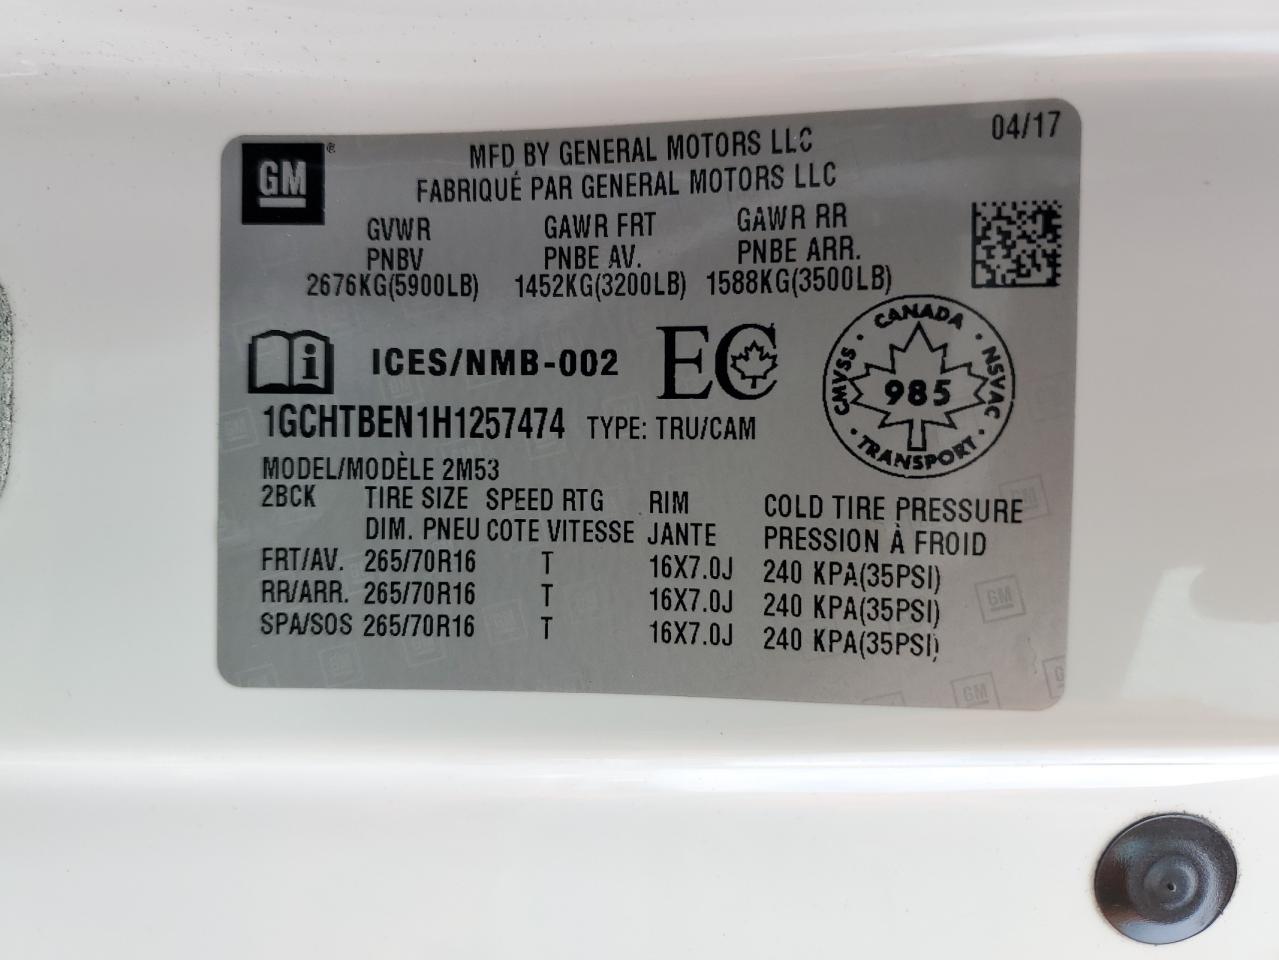 GM®
MFD BY GENERAL MOTORS LLC 04/17
FABRIQUÉ PAR GENERAL MOTORS LLC
GVWR GAWR FRT GAWR RR
PNBV PNBE AV. PNBE ARR.
2676KG(5900LB) 1452KG(3200LB) 1588KG(3500LB)
i ICES/NMB-002 EC
CANADA CMVSS NSVAC
985
TRANSPORT
1GCHTBEN1H1257474 TYPE: TRU/CAM
MODEL/MODÈLE 2M53
2BCK TIRE SIZE SPEED RTG RIM COLD TIRE PRESSURE
DIM. PNEU COTE VITESSE JANTE PRESSION À FROID
FRT/AV. 265/70R16 T 16X7.0J 240 KPA(35PSI)
RR/ARR. 265/70R16 T 16X7.0J 240 KPA(35PSI)
SPA/SOS 265/70R16 T 16X7.0J 240 KPA(35PSI)